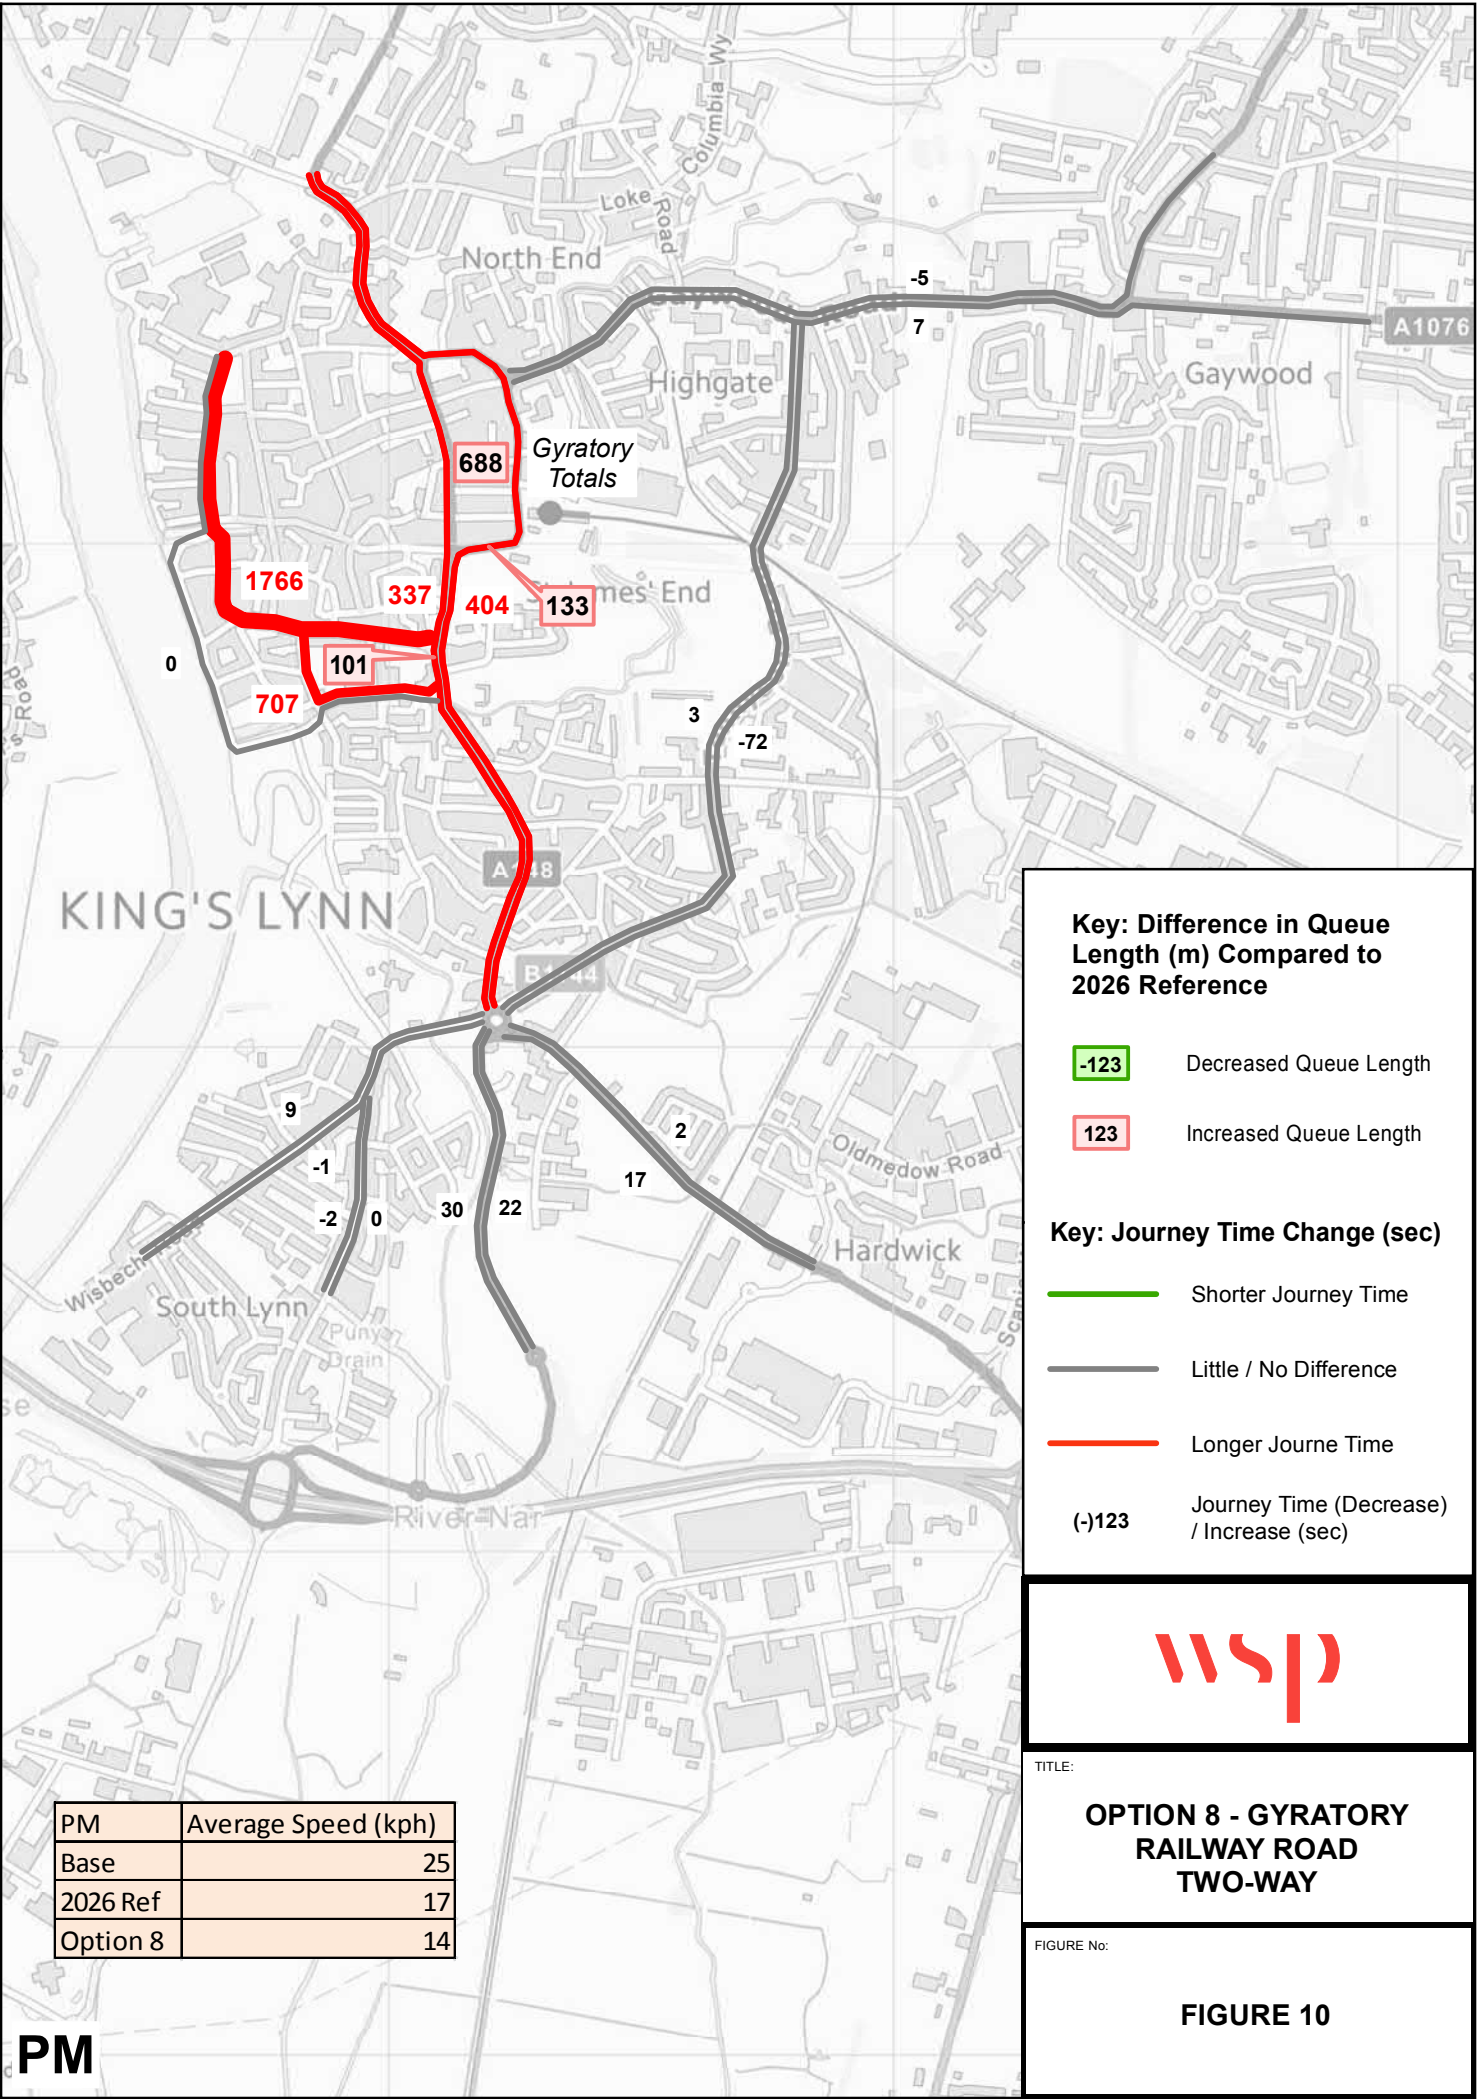 Columbia Wy
Loke Road
North End
-5
7
A1076
Highgate
Gaywood
688
Gyratory
Totals
1766
337
404
133
mes' End
0
101
707
Road
3
-72
A148
KING'S LYNN
9
-1
-2
0
30
22
2
17
Oldmedow Road
Hardwick
Wisbech
South Lynn
Puny
Drain
River Nar
Key: Difference in Queue
Length (m) Compared to
2026 Reference
-123
Decreased Queue Length
123
Increased Queue Length
Key: Journey Time Change (sec)
Shorter Journey Time
Little / No Difference
Longer Journe Time
(-)123
Journey Time (Decrease)
/ Increase (sec)
wsp
TITLE:
OPTION 8 - GYRATORY
RAILWAY ROAD
TWO-WAY
FIGURE No:
FIGURE 10
PM Average Speed (kph)
Base 25
2026 Ref 17
Option 8 14
PM